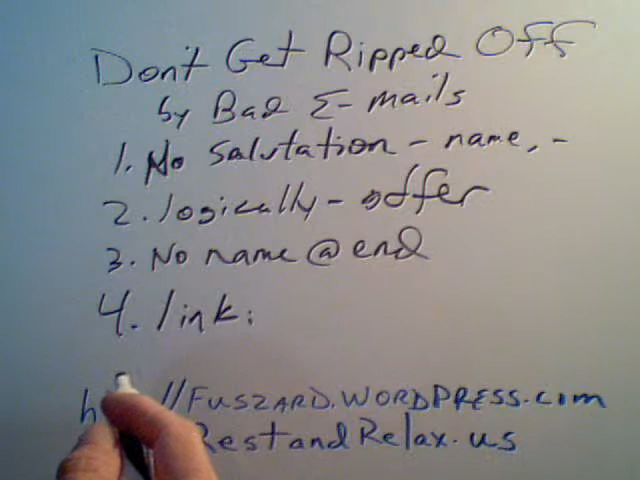 Don't Get Ripped Off
by Bad E-mails
1. No Salutation - name, -
2. logically - offer
3. No name @ end
4. link:
h //FUSZARD.WORDPRESS.com
RestandRelax.us